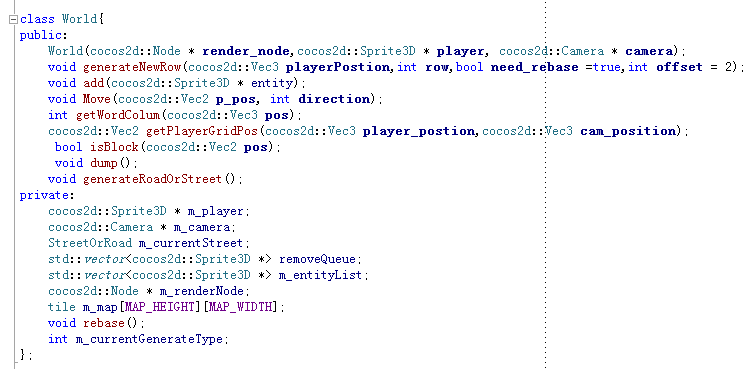 class World{
public:
World(cocos2d::Node * render_node,cocos2d::Sprite3D * player, cocos2d::Camera * camera);
void generateNewRow(cocos2d::Vec3 playerPostion,int row,bool need_rebase =true,int offset = 2);
void add(cocos2d::Sprite3D * entity);
void Move(cocos2d::Vec2 p_pos, int direction);
int getWordColum(cocos2d::Vec3 pos);
cocos2d::Vec2 getPlayerGridPos(cocos2d::Vec3 player_postion,cocos2d::Vec3 cam_position);
bool isBlock(cocos2d::Vec2 pos);
void dump();
void generateRoadOrStreet();
private:
cocos2d::Sprite3D * m_player;
cocos2d::Camera * m_camera;
StreetOrRoad m_currentStreet;
std::vector<cocos2d::Sprite3D *> removeQueue;
std::vector<cocos2d::Sprite3D *> m_entityList;
cocos2d::Node * m_renderNode;
tile m_map[MAP_HEIGHT][MAP_WIDTH];
void rebase();
int m_currentGenerateType;
};